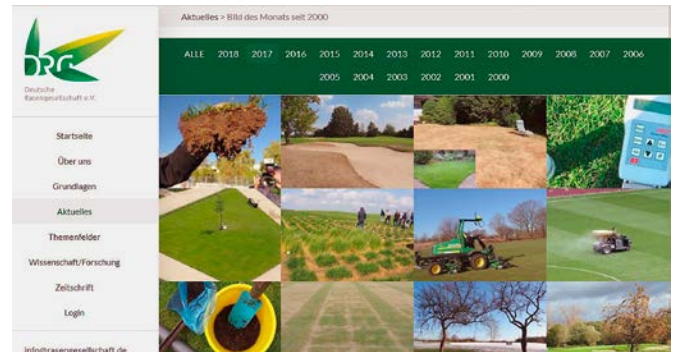 DRG
Deutsche
Rasengesellschaft e.V.
Startseite
Über uns
Grundlagen
Aktuelles
Themenfelder
Wissenschaft/Forschung
Zeitschrift
Login
info@rasengesellschaft.de
Aktuelles > Bild des Monats seit 2000
ALLE 2018 2017 2016 2015 2014 2013 2012 2011 2010 2009 2008 2007 2006
2005 2004 2003 2002 2001 2000